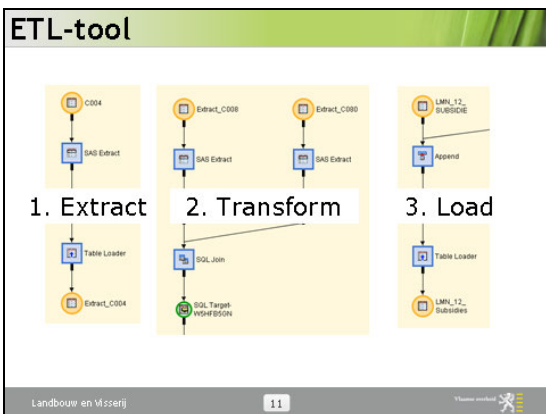 ETL-tool
C004
SAS Extract
1. Extract
Table Loader
Extract_C004
Extract_C008
Extract_C080
SAS Extract
SAS Extract
2. Transform
SQL Join
SQL Target-
W5HFB50N
LMN_12_
SUBSIDIE
Append
3. Load
Table Loader
LMN_12_
Subsidies
Landbouw en Visserij
11
Vlaamse overheid